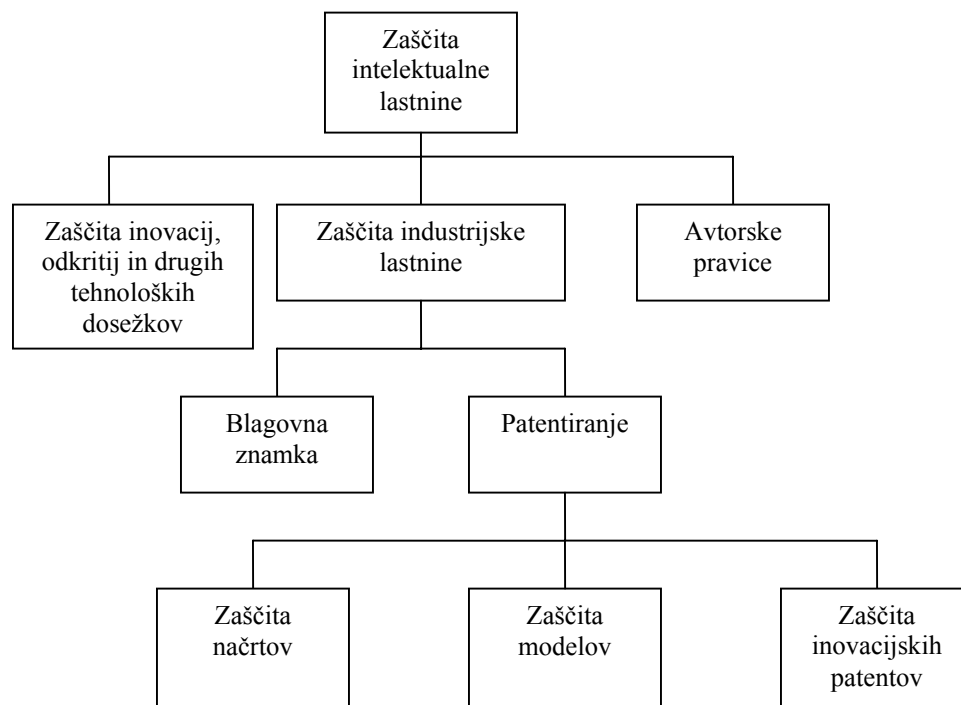 Zaščita
intelektualne
lastnine
Zaščita inovacij,
odkritij in drugih
tehnoloških
dosežkov
Zaščita industrijske
lastnine
Avtorske
pravice
Blagovna
znamka
Patentiranje
Zaščita
načrtov
Zaščita
modelov
Zaščita
inovacijskih
patentov